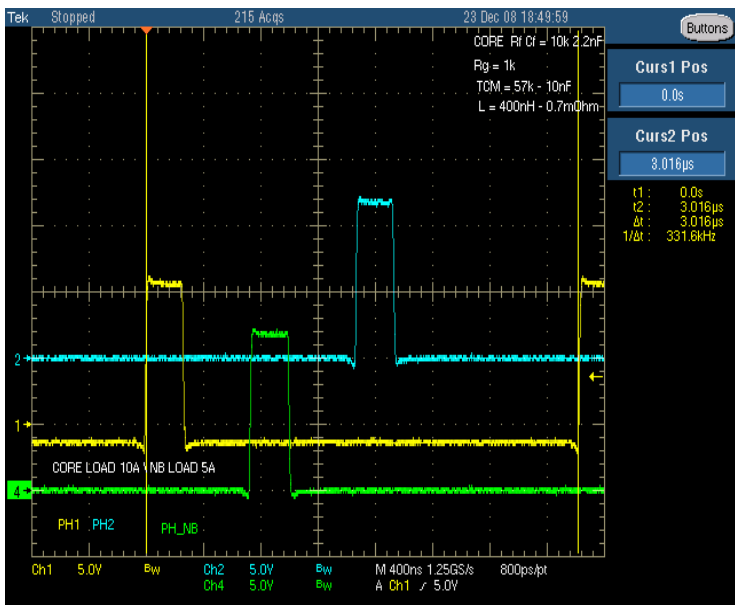 Tek Stopped 215 Acqs 23 Dec 08 18:49:59
Buttons
CORE Rf Cf = 10k 2.2nF
Rg = 1k
TCM = 57k - 10nF
L = 400nH - 0.7mOhm
Curs1 Pos
0.0s
Curs2 Pos
3.016µs
t1 : 0.0s
t2 : 3.016µs
Δt : 3.016µs
1/Δt : 331.6kHz
2
1
CORE LOAD 10A NB LOAD 5A
4
PH1 PH2 PH_NB
Ch1 5.0V BW Ch2 5.0V BW M 400ns 1.25GS/s 800ps/pt
Ch4 5.0V BW A Ch1 / 5.0V